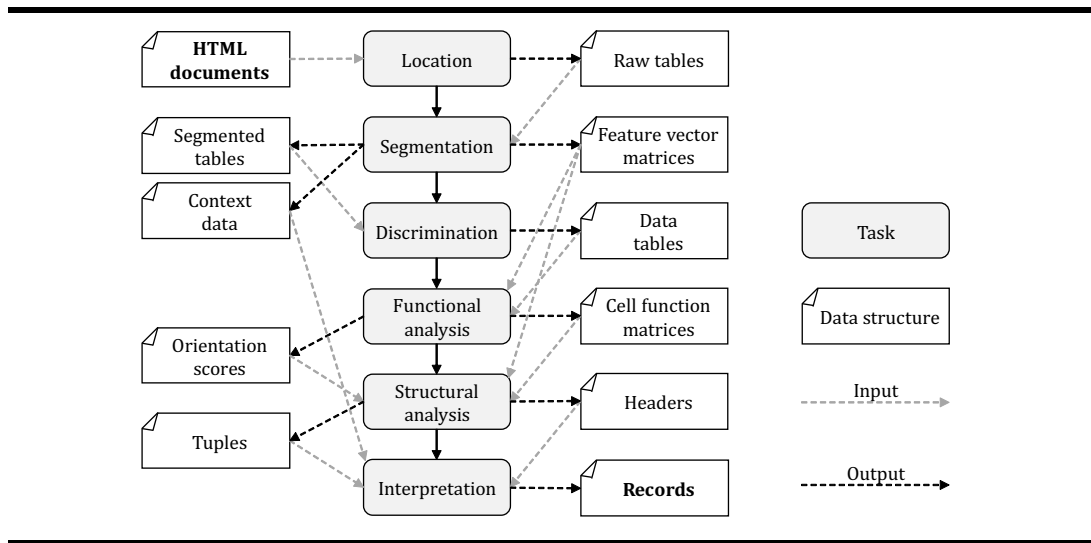 HTML
documents
Location
Raw tables
Segmented
tables
Segmentation
Feature vector
matrices
Context
data
Discrimination
Data
tables
Task
Functional
analysis
Cell function
matrices
Data structure
Orientation
scores
Structural
analysis
Headers
Input
Tuples
Interpretation
Records
Output